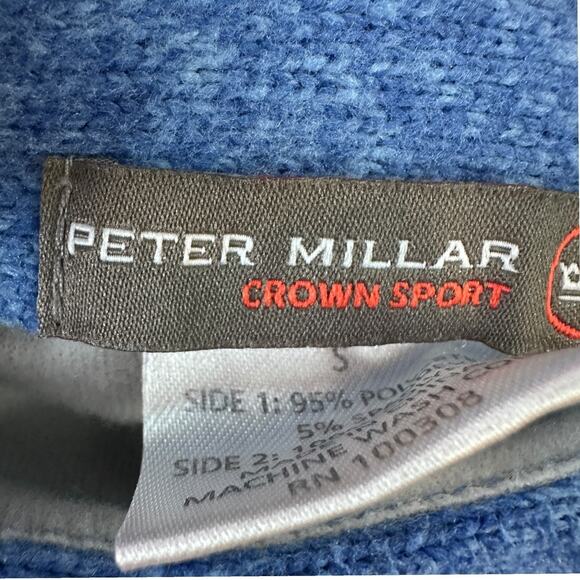 PETER MILLAR
CROWN SPORT
S
SIDE 1: 95%
5%
SIDE 2:
MACHINE WASH
RN 100308